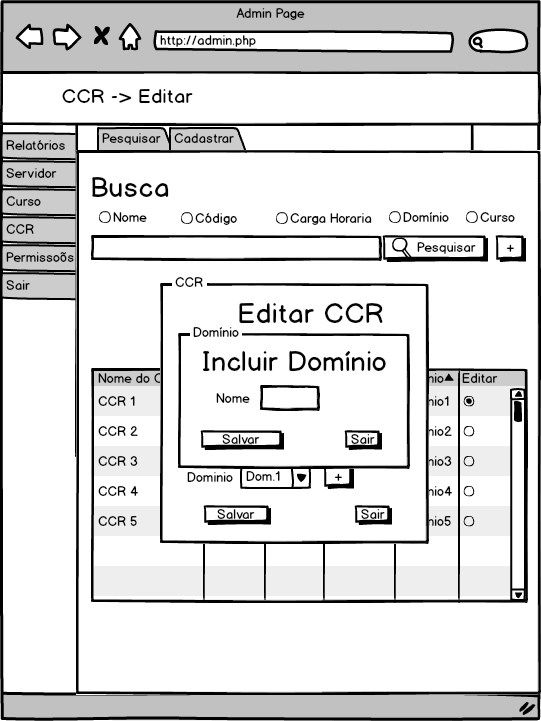 Admin Page
http://admin.php
CCR -> Editar
Relatórios
Servidor
Curso
CCR
Permissoõs
Sair
Pesquisar
Cadastrar
Busca
Nome
Código
Carga Horaria
Domínio
Curso
Pesquisar
+
CCR
Editar CCR
Domínio
Incluir Domínio
Nome
Salvar
Sair
Dominio
Dom.1
+
Salvar
Sair
Nome do C
nio
Editar
CCR 1
nio1
CCR 2
nio2
CCR 3
nio3
CCR 4
nio4
CCR 5
nio5